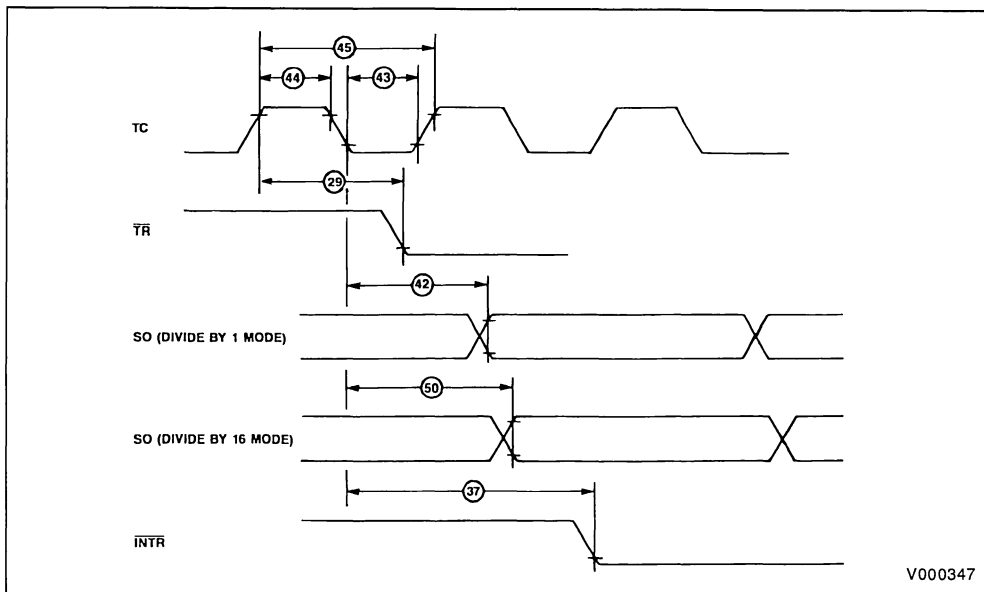 45
44
43
TC
29
TR
42
SO (DIVIDE BY 1 MODE)
50
SO (DIVIDE BY 16 MODE)
37
INTR
V000347